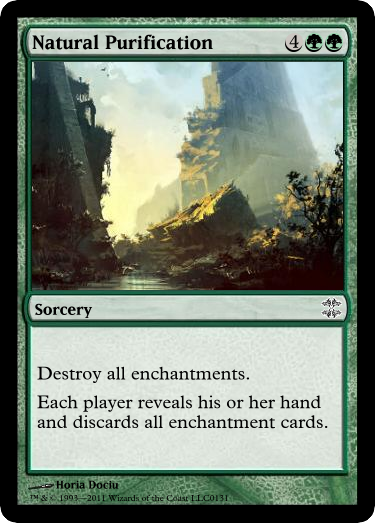 Natural Purification 4
Sorcery
Destroy all enchantments.
Each player reveals his or her hand
and discards all enchantment cards.
Horia Dociu
™ & © 1993–2011 Wizards of the Coast LLC 0131